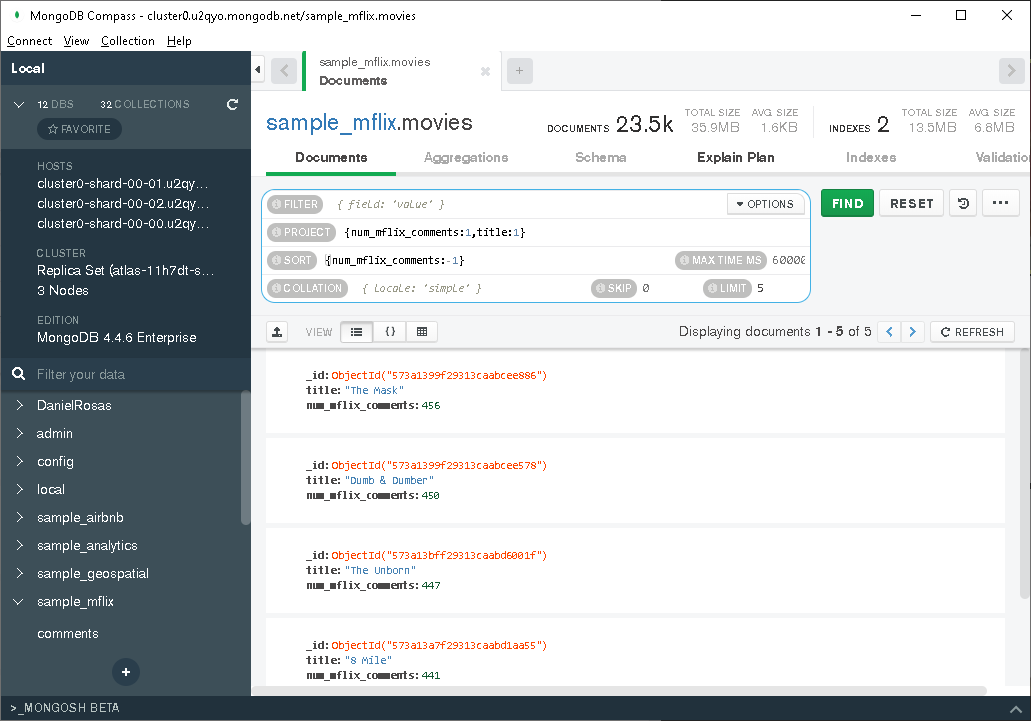 MongoDB Compass - cluster0.u2qyo.mongodb.net/sample_mflix.movies
Connect View Collection Help
Local
12 DBS 32 COLLECTIONS
FAVORITE
HOSTS
cluster0-shard-00-01.u2qy...
cluster0-shard-00-02.u2qy...
cluster0-shard-00-00.u2qy...
CLUSTER
Replica Set (atlas-11h7dt-s...
3 Nodes
EDITION
MongoDB 4.4.6 Enterprise
Filter your data
DanielRosas
admin
config
local
sample_airbnb
sample_analytics
sample_geospatial
sample_mflix
comments
+
>_MONGOSH BETA
sample_mflix.movies
Documents
+
sample_mflix.movies
DOCUMENTS 23.5k
TOTAL SIZE 35.9MB
AVG. SIZE 1.6KB
INDEXES 2
TOTAL SIZE 13.5MB
AVG. SIZE 6.8MB
Documents Aggregations Schema Explain Plan Indexes Validatio
FILTER { field: 'value' } OPTIONS
FIND RESET ...
PROJECT {num_mflix_comments:1,title:1}
SORT {num_mflix_comments:-1} MAX TIME MS 60000
COLLATION { locale: 'simple' } SKIP 0 LIMIT 5
VIEW {} Displaying documents 1 - 5 of 5 < > REFRESH
_id: ObjectId("573a1399f29313caabcee886")
title: "The Mask"
num_mflix_comments: 456
_id: ObjectId("573a1399f29313caabcee578")
title: "Dumb & Dumber"
num_mflix_comments: 450
_id: ObjectId("573a13bff29313caabd6001f")
title: "The Unborn"
num_mflix_comments: 447
_id: ObjectId("573a13a7f29313caabd1aa55")
title: "8 Mile"
num_mflix_comments: 441